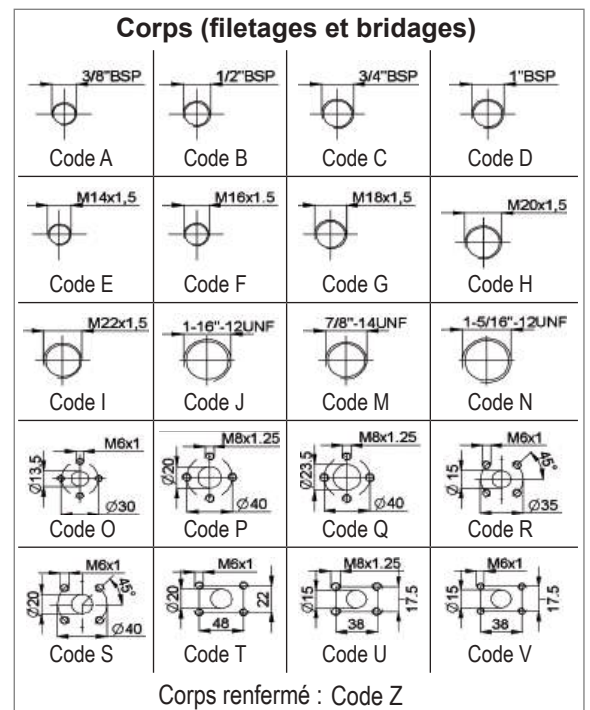 Corps (filetages et bridages)
3/8"BSP
1/2"BSP
3/4"BSP
1"BSP
Code A
Code B
Code C
Code D
M14x1,5
M16x1.5
M18x1,5
M20x1,5
Code E
Code F
Code G
Code H
M22x1,5
1-16"-12UNF
7/8"-14UNF
1-5/16"-12UNF
Code I
Code J
Code M
Code N
M6x1
Ø13,5
Ø30
Code O
M8x1.25
Ø20
Ø40
Code P
M8x1.25
Ø23,5
Ø40
Code Q
M6x1
45°
Ø15
Ø35
Code R
M6x1
45°
Ø20
Ø40
Code S
M6x1
Ø20
22
48
Code T
M8x1.25
Ø15
17.5
38
Code U
M6x1
Ø15
17.5
38
Code V
Corps renfermé : Code Z